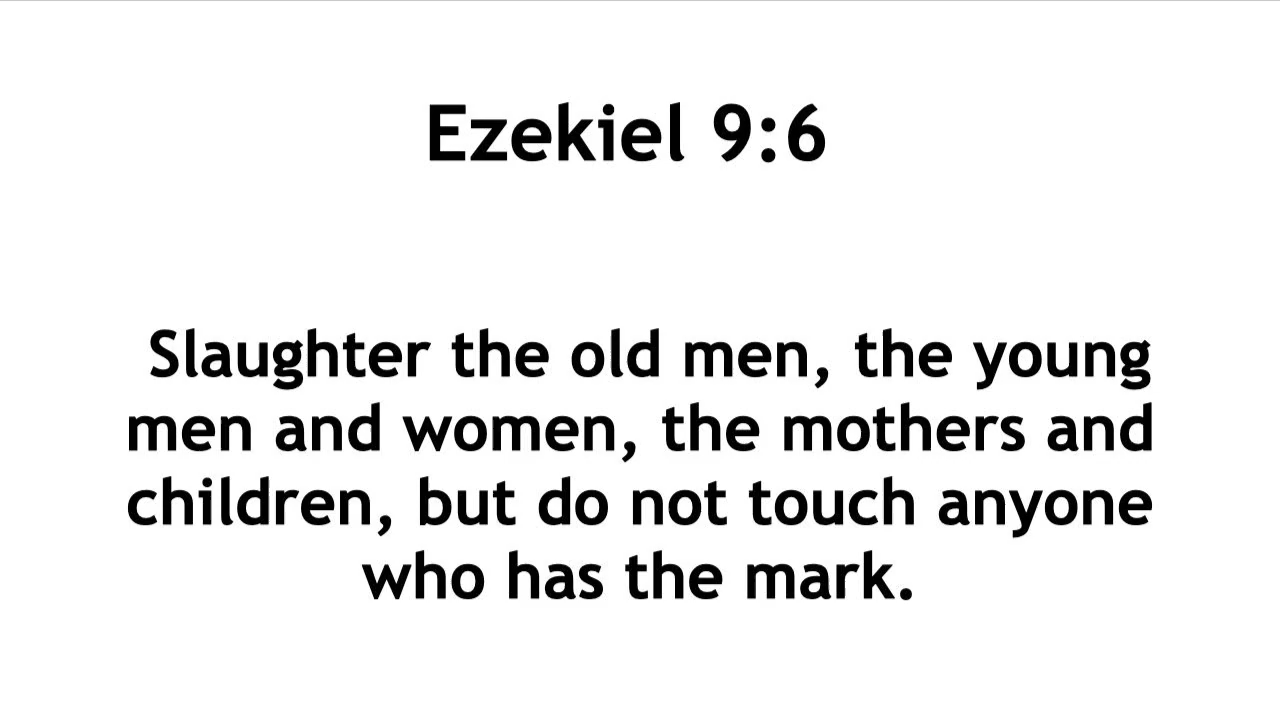 Ezekiel 9:6
Slaughter the old men, the young
men and women, the mothers and
children, but do not touch anyone
who has the mark.